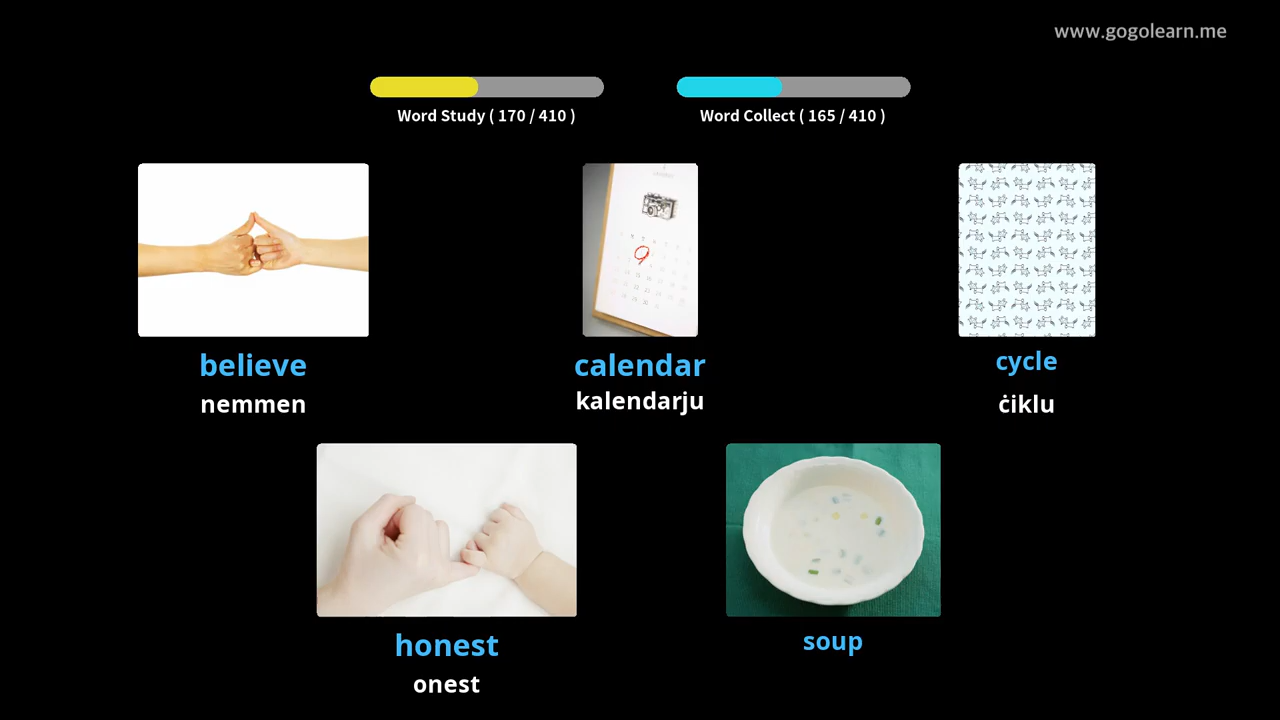 www.gogolearn.me
Word Study ( 170 / 410 )
Word Collect ( 165 / 410 )
believe
nemmen
calendar
kalendarju
cycle
ċiklu
honest
onest
soup